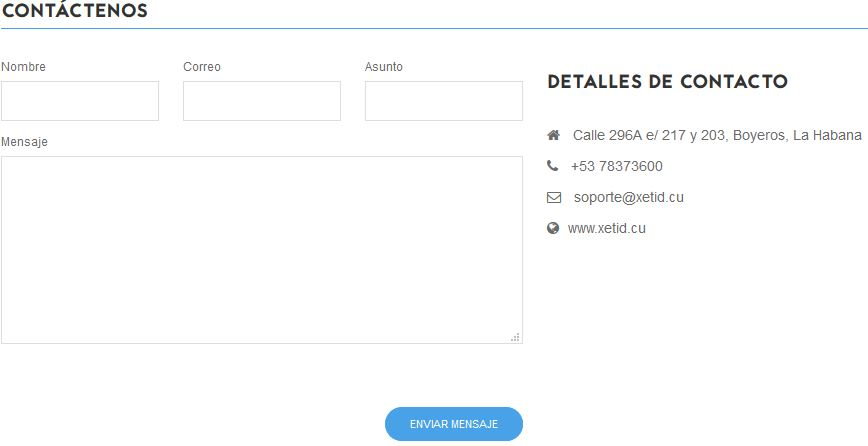 CONTÁCTENOS
Nombre
Correo
Asunto
Mensaje
ENVIAR MENSAJE
DETALLES DE CONTACTO
Calle 296A e/ 217 y 203, Boyeros, La Habana
+53 78373600
soporte@xetid.cu
www.xetid.cu